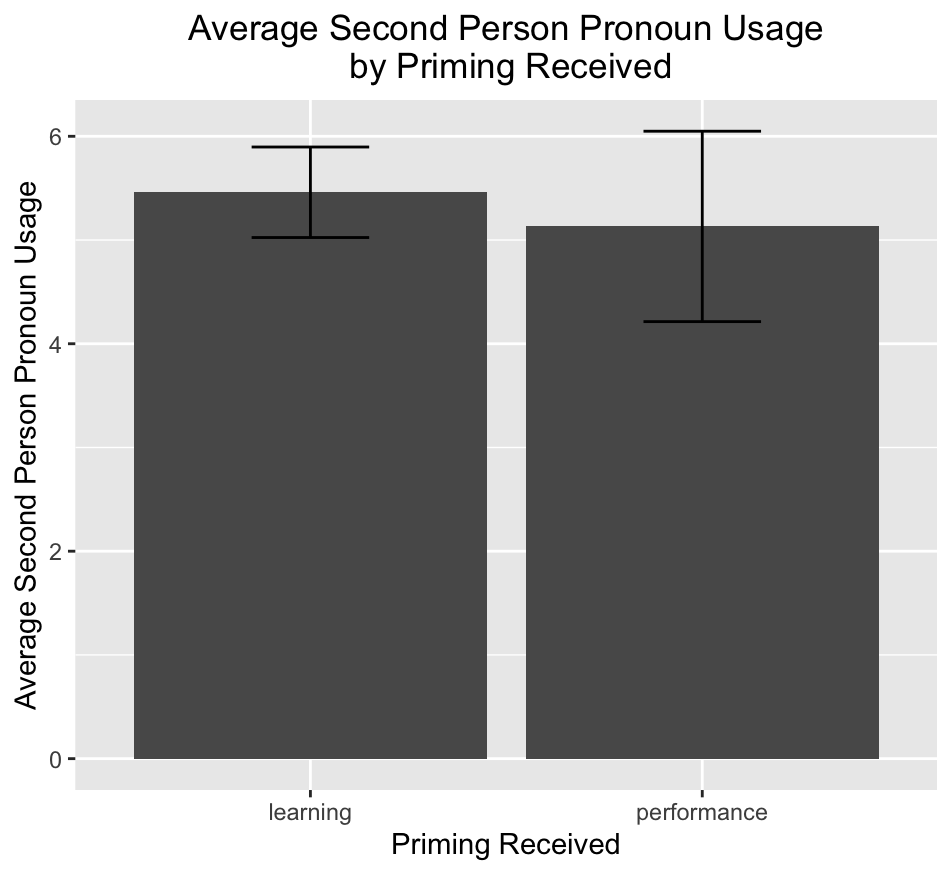 Average Second Person Pronoun Usage
by Priming Received
Average Second Person Pronoun Usage
6
4
2
0
learning
performance
Priming Received